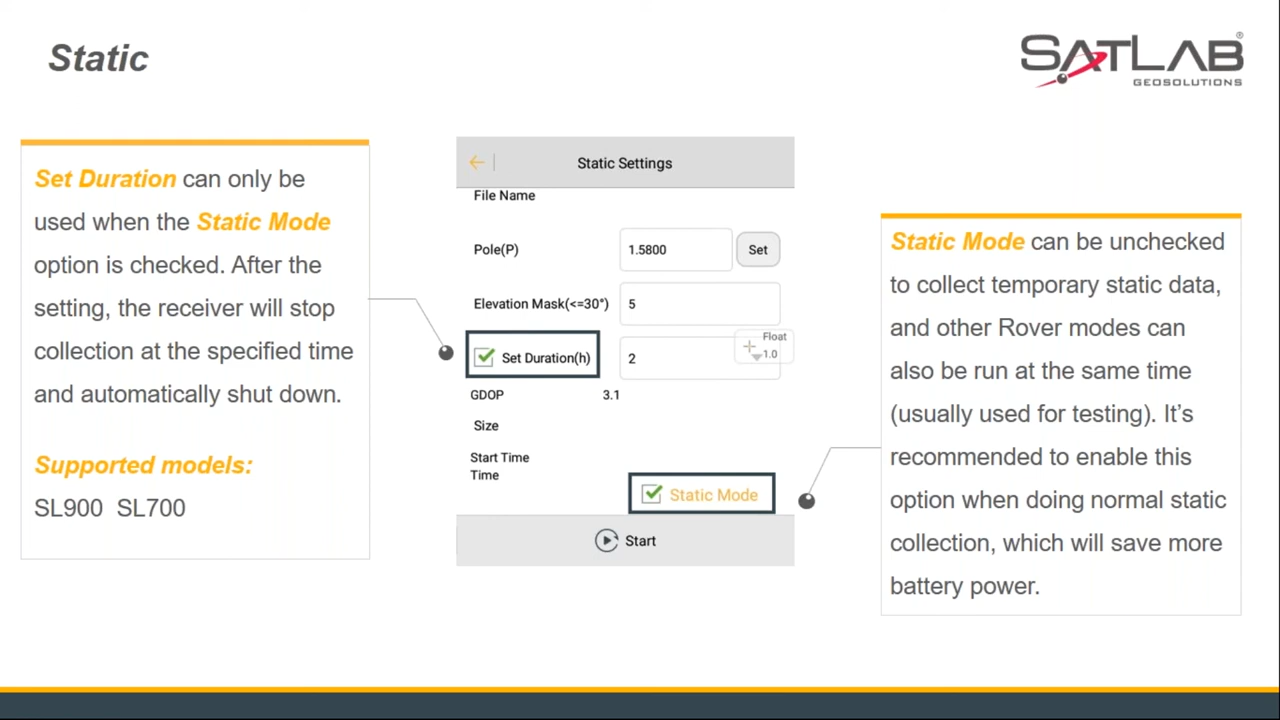 Static
SATLAB®
GEOSOLUTIONS
Set Duration can only be
used when the Static Mode
option is checked. After the
setting, the receiver will stop
collection at the specified time
and automatically shut down.
Supported models:
SL900 SL700
Static Settings
File Name
Pole(P) 1.5800 Set
Elevation Mask(<=30°) 5
Set Duration(h) 2
Float
1.0
GDOP 3.1
Size
Start Time
Time
Static Mode
Start
Static Mode can be unchecked
to collect temporary static data,
and other Rover modes can
also be run at the same time
(usually used for testing). It’s
recommended to enable this
option when doing normal static
collection, which will save more
battery power.